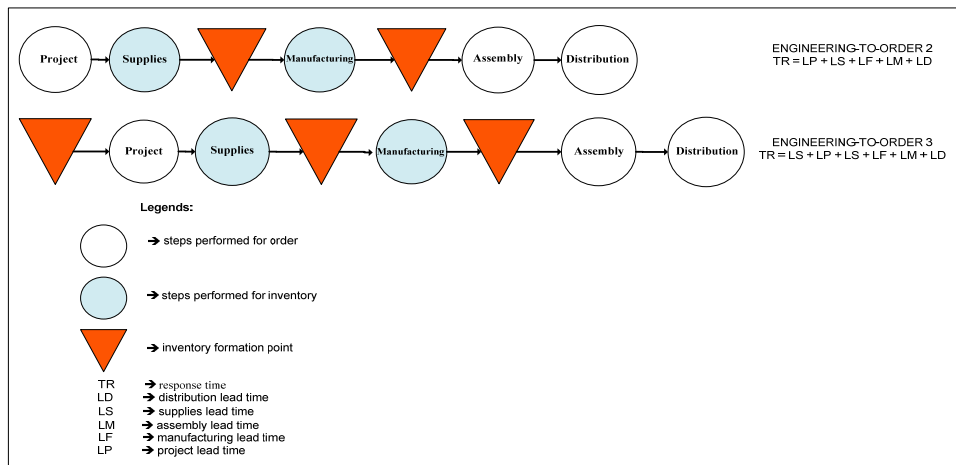 Project
Supplies
Manufacturing
Assembly
Distribution
ENGINEERING-TO-ORDER 2
TR = LP + LS + LF + LM + LD
Project
Supplies
Manufacturing
Assembly
Distribution
ENGINEERING-TO-ORDER 3
TR = LS + LP + LS + LF + LM + LD
Legends:
➔ steps performed for order
➔ steps performed for inventory
➔ inventory formation point
TR ➔ response time
LD ➔ distribution lead time
LS ➔ supplies lead time
LM ➔ assembly lead time
LF ➔ manufacturing lead time
LP ➔ project lead time